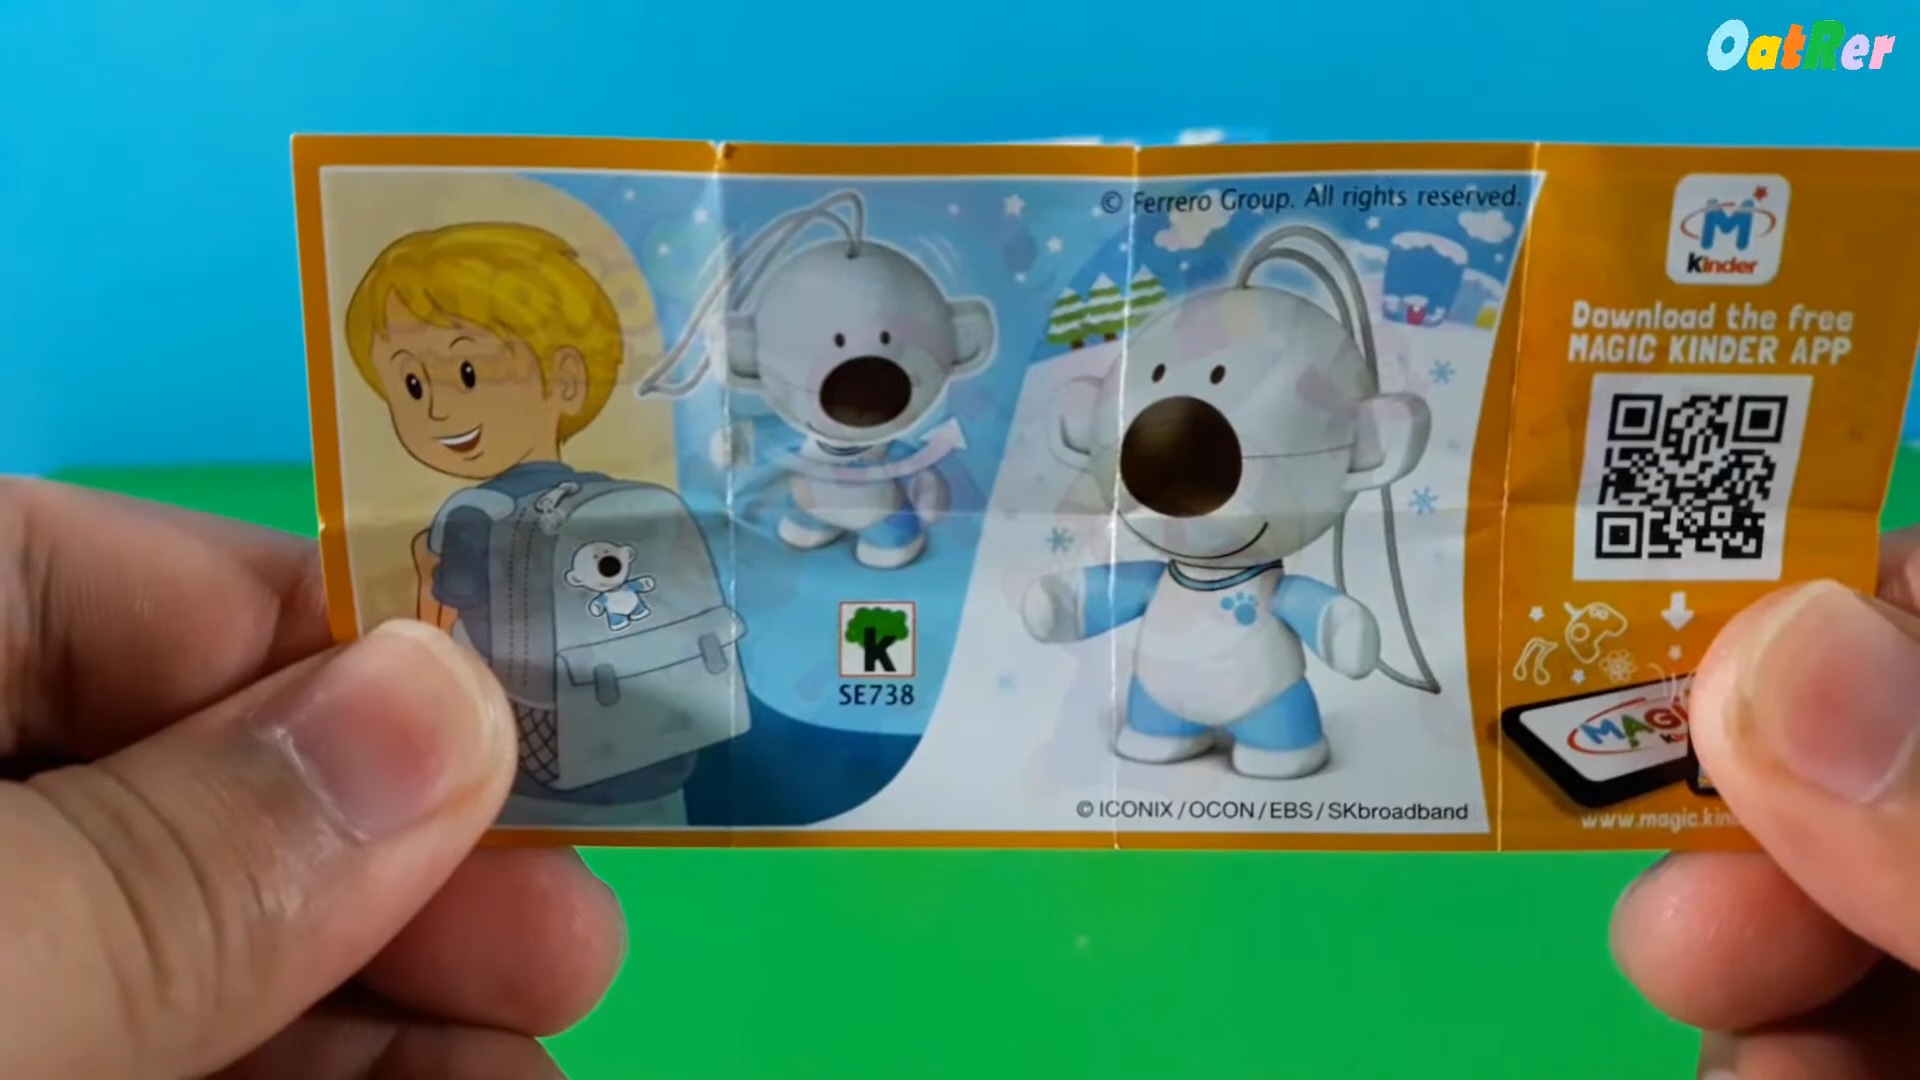 OatRer
© Ferrero Group. All rights reserved.
M
Kinder
Download the free
MAGIC KINDER APP
k
SE738
© ICONIX / OCON / EBS / SKbroadband